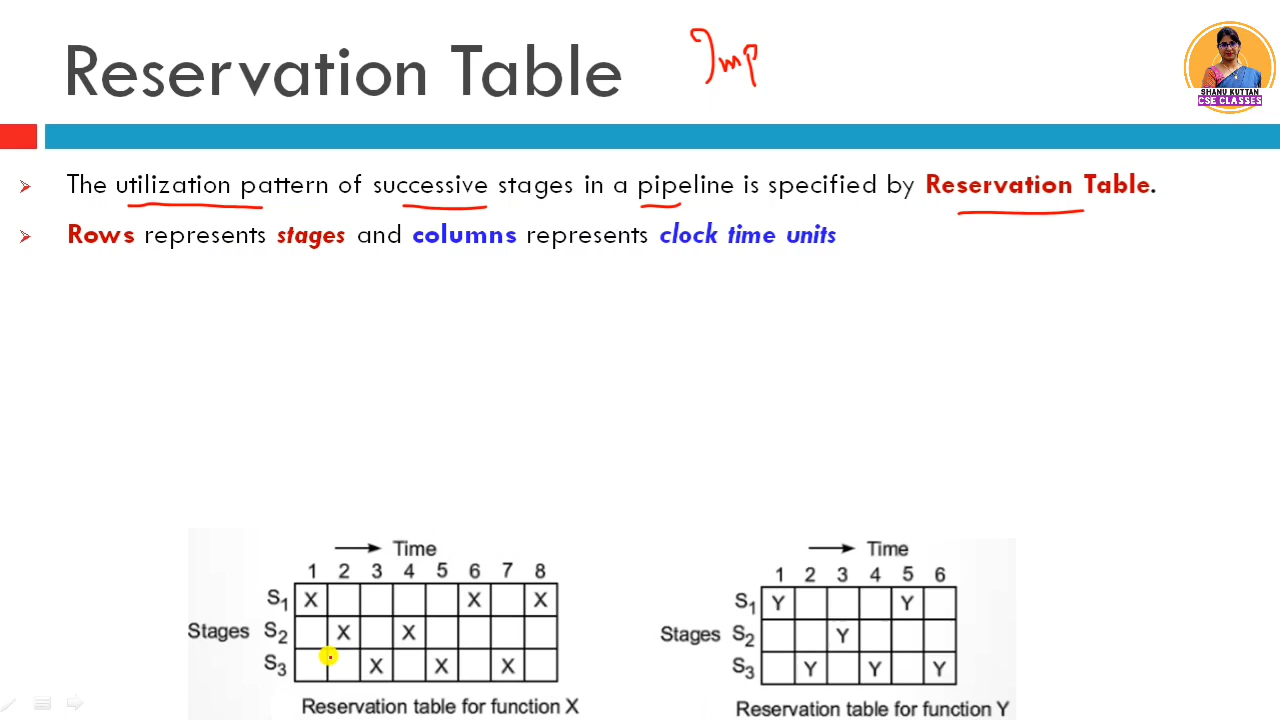 Reservation Table Imp
SHANU KUTTAN
CSE CLASSES
The utilization pattern of successive stages in a pipeline is specified by Reservation Table.
Rows represents stages and columns represents clock time units
Time
1 2 3 4 5 6 7 8
S1 X X X
Stages S2 X X
S3 X X X
Reservation table for function X
Time
1 2 3 4 5 6
S1 Y Y
Stages S2 Y
S3 Y Y Y
Reservation table for function Y